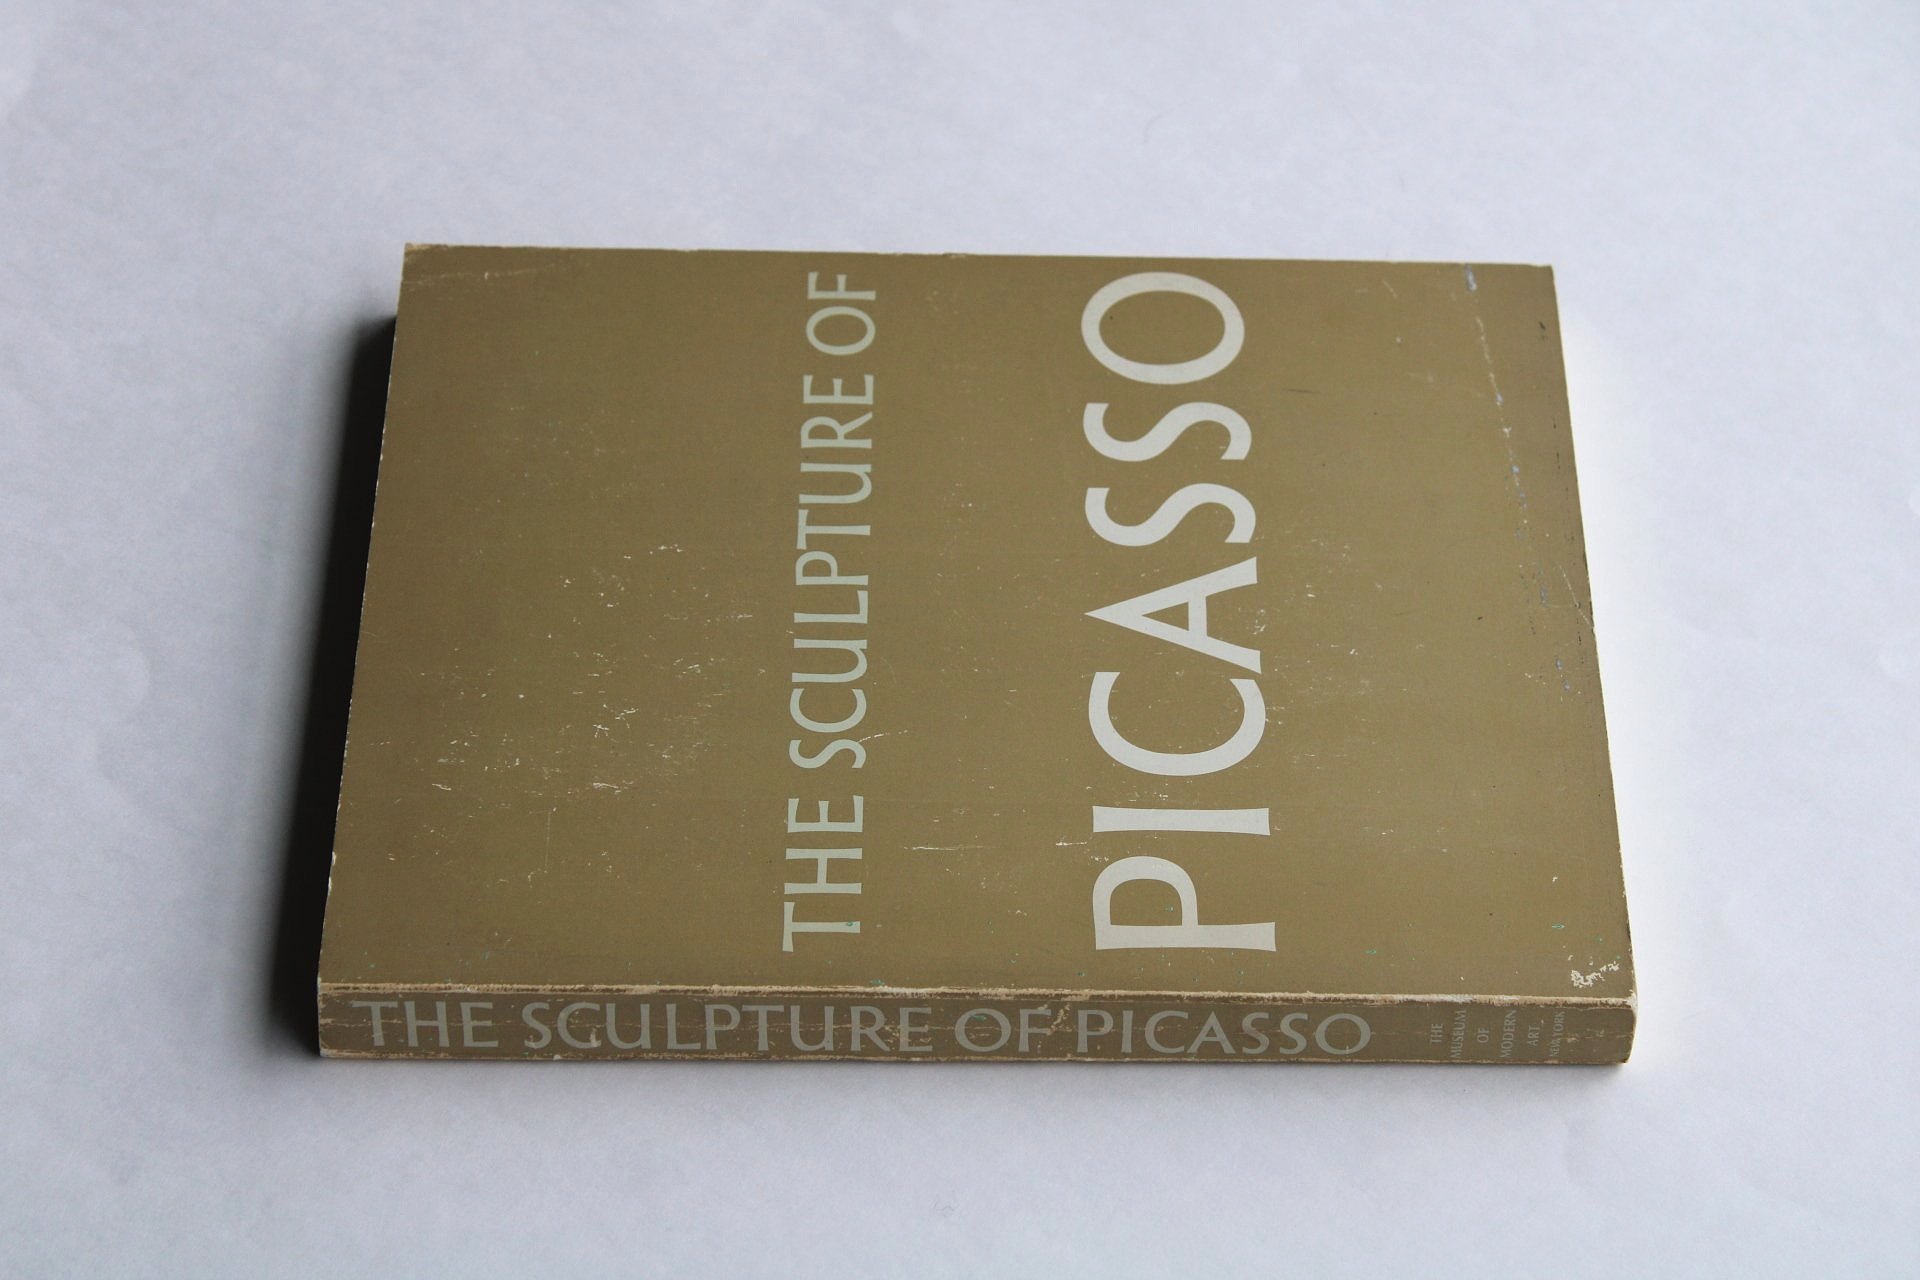 THE SCULPTURE OF
PICASSO
THE SCULPTURE OF PICASSO
THE
MUSEUM
OF
MODERN
ART
NEW YORK